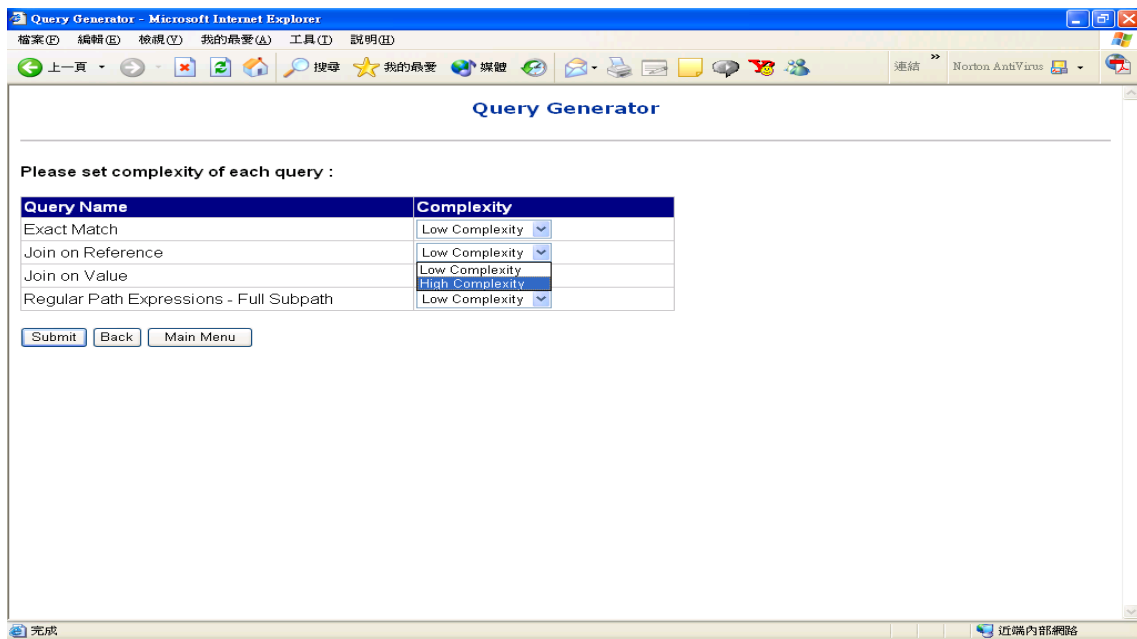 Query Generator - Microsoft Internet Explorer
檔案(F) 編輯(E) 檢視(V) 我的最愛(A) 工具(T) 說明(H)
上一頁 搜尋 我的最愛 媒體 連結 » Norton AntiVirus
Query Generator
Please set complexity of each query :
Query Name Complexity
Exact Match Low Complexity
Join on Reference Low Complexity
Low Complexity
Join on Value
High Complexity
Regular Path Expressions - Full Subpath Low Complexity
Submit Back Main Menu
完成 近端內部網路